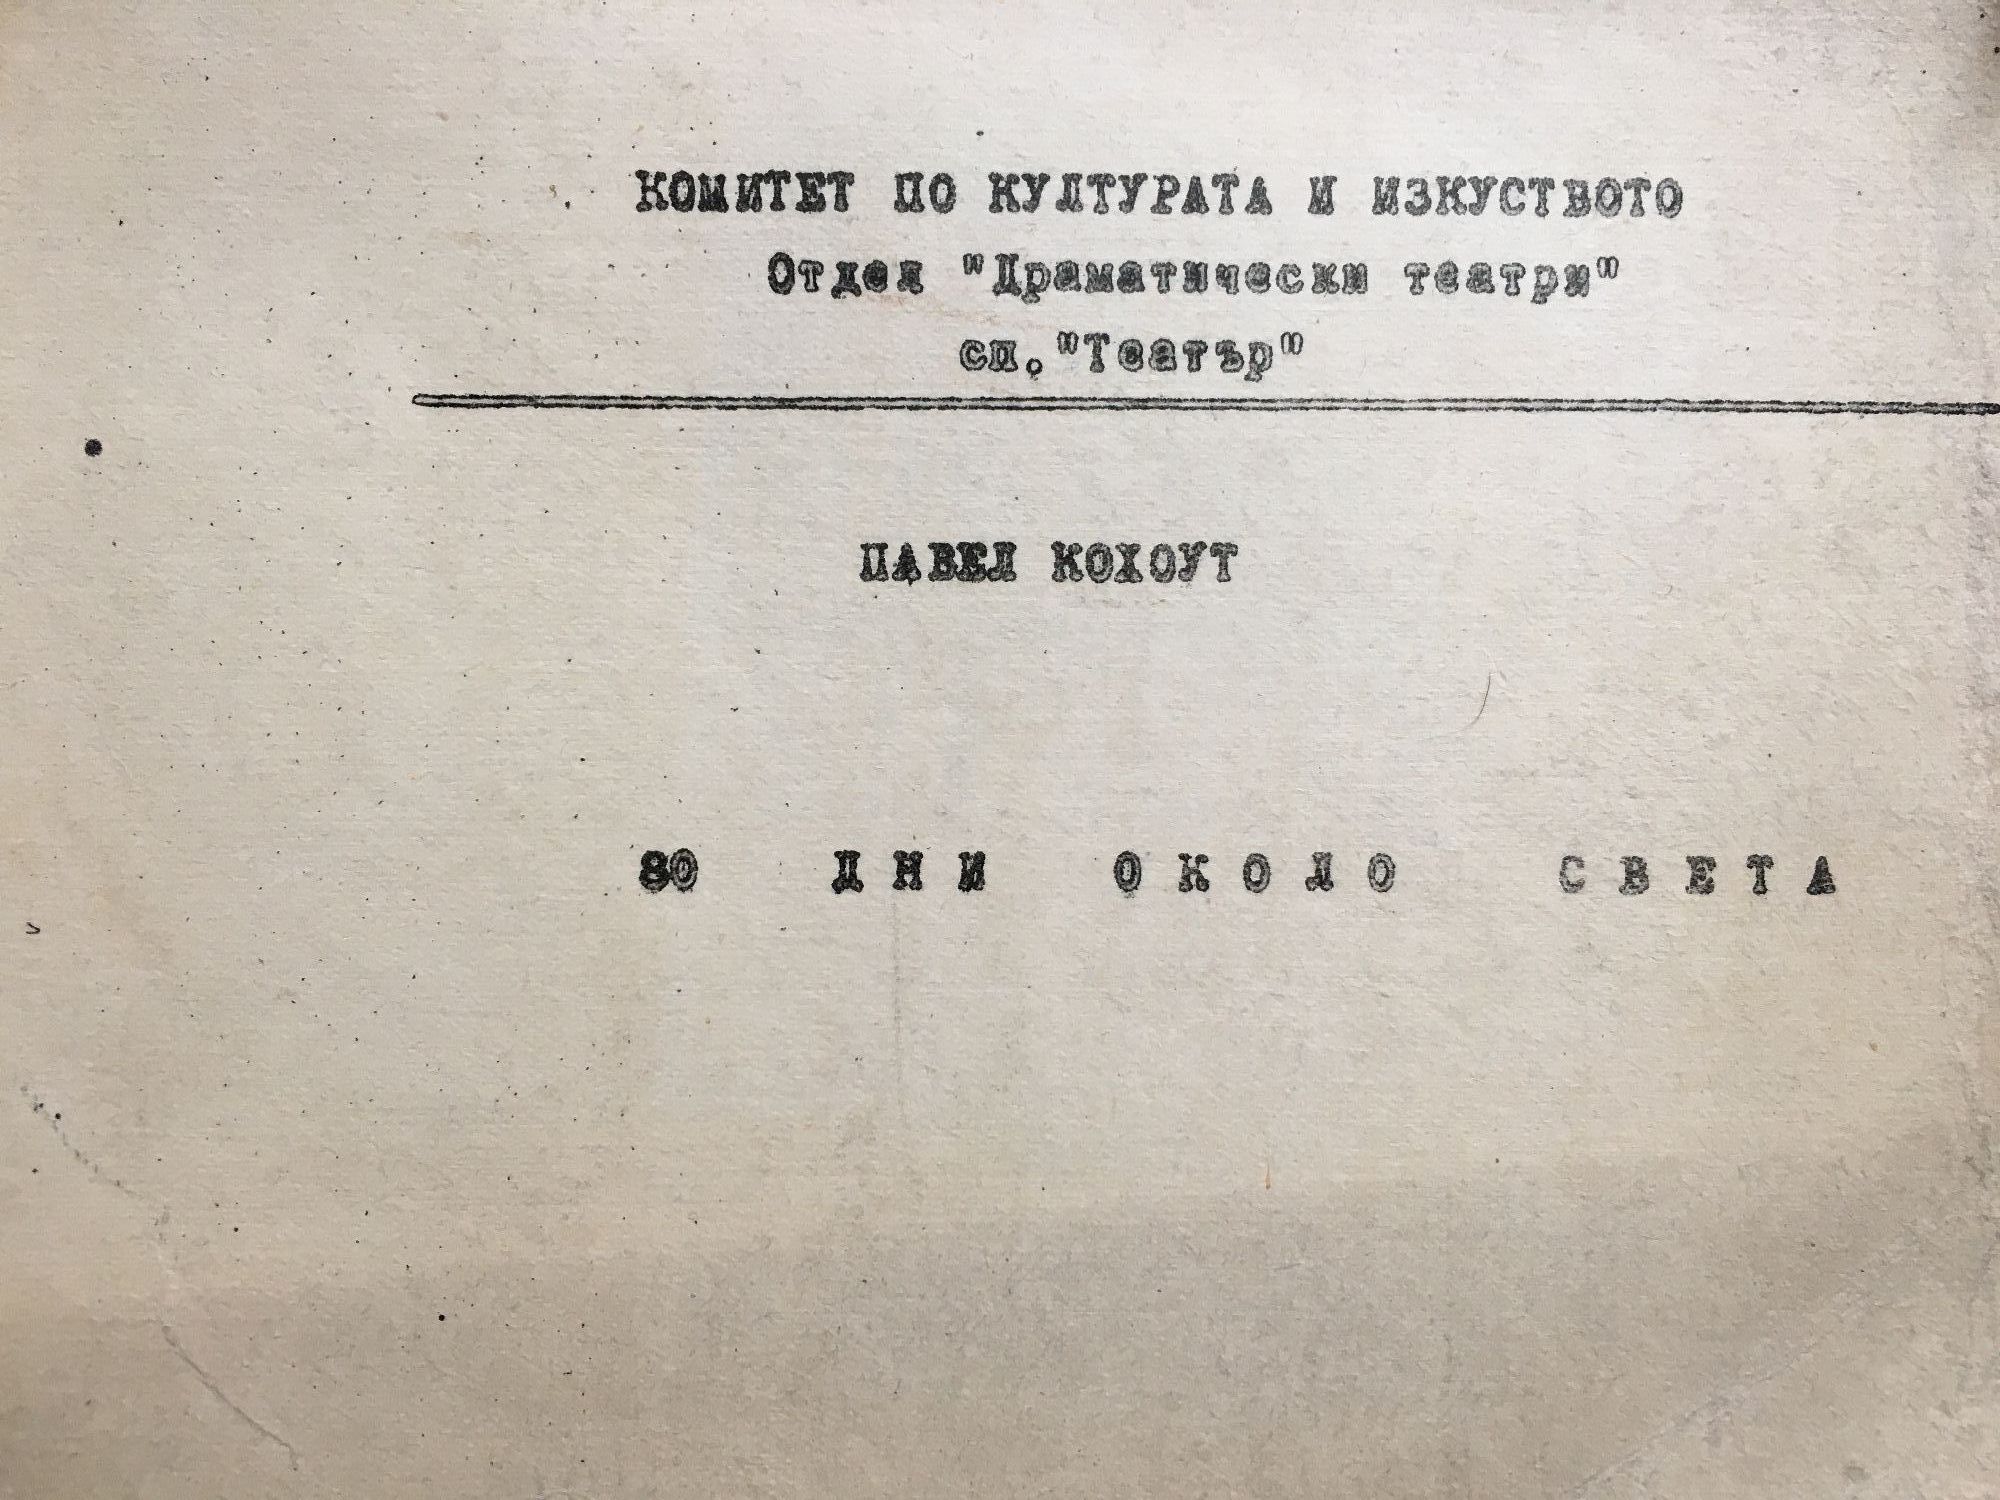 КОМИТЕТ ПО КУЛТУРАТА И ИЗКУСТВОТО
Отдел "Драматически театри"
сп."Театър"
ПАВЕЛ КОХОУТ
80 ДНИ ОКОЛО СВЕТА